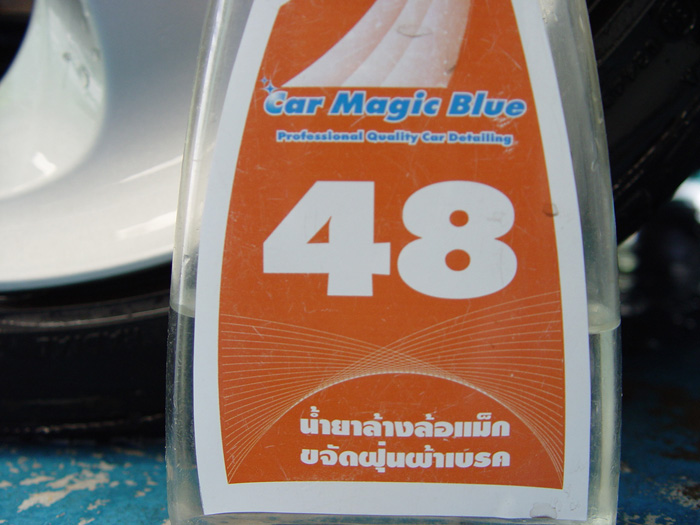 Car Magic Blue
Professional Quality Car Detailing
48
น้ำยาล้างล้อแม็ก
ขจัดฝุ่นผ้าเบรค